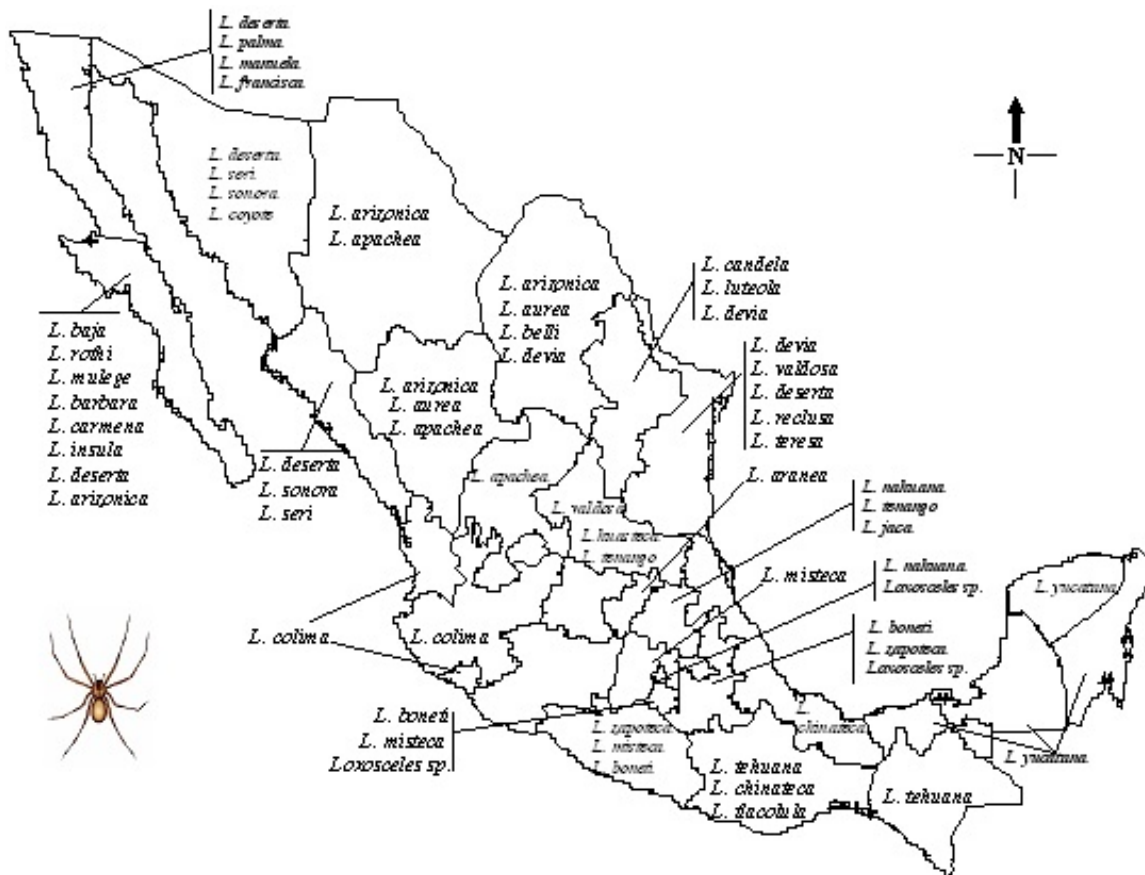 L. deserta
L. palma
L. manuela
L. francisca
N
L. deserta
L. seri
L. sonora
L. coyote
L. arizonica
L. apachea
L. arizonica
L. aurea
L. belli
L. devia
L. candela
L. luteola
L. devia
L. baja
L. rothi
L. mulege
L. barbara
L. carmena
L. insula
L. deserta
L. arizonica
L. devia
L. valdosa
L. deserta
L. reclusa
L. teresa
L. arizonica
L. aurea
L. apachea
L. deserta
L. sonora
L. seri
L. apachea
L. aranea
L. valdosa
L. nahuana
L. tenango
L. jaca
L. huasteca
L. tenango
L. misteca
L. nahuana
Loxosceles sp.
L. yucatana
L. colima
L. colima
L. boneti
L. zapoteca
Loxosceles sp.
L. boneti
L. misteca
Loxosceles sp.
L. zapoteca
L. misteca
L. boneti
L. chinateca
L. yucatana
L. tehuana
L. chinateca
L. tlacolula
L. tehuana